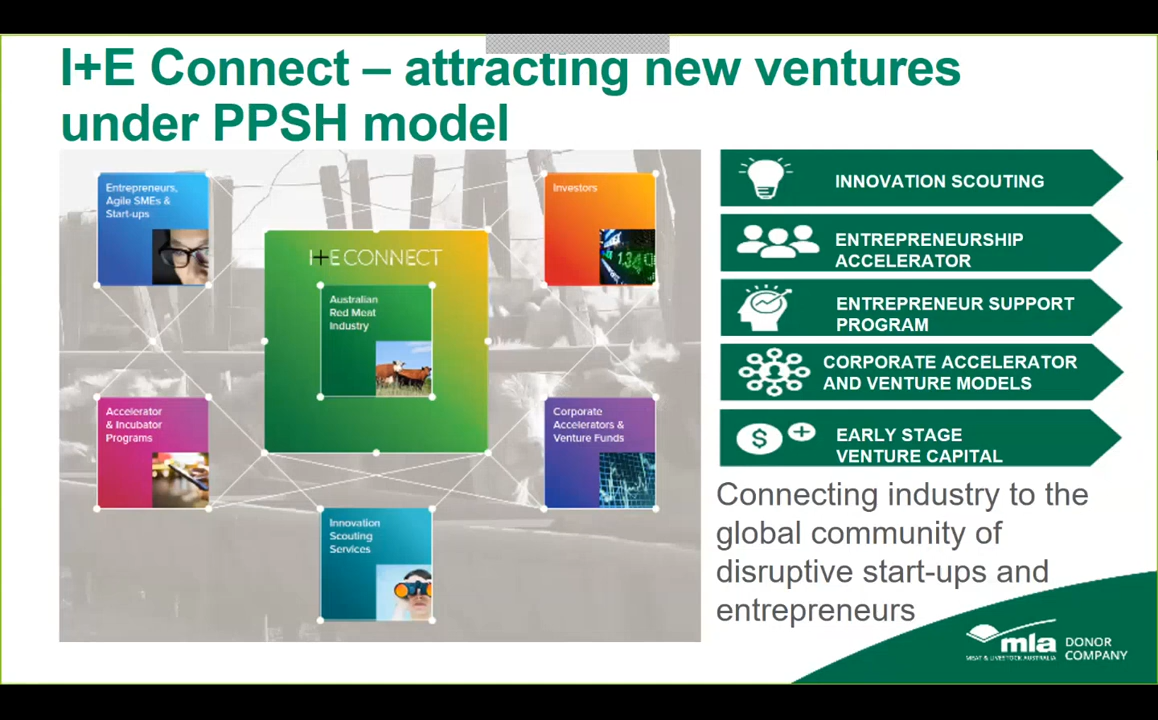 I+E Connect – attracting new ventures
under PPSH model
Entrepreneurs,
Agile SMEs &
Start-ups
Investors
I+E CONNECT
Australian
Red Meat
Industry
Accelerator
& Incubator
Programs
Corporate
Accelerators &
Venture Funds
Innovation
Scouting
Services
INNOVATION SCOUTING
ENTREPRENEURSHIP
ACCELERATOR
ENTREPRENEUR SUPPORT
PROGRAM
CORPORATE ACCELERATOR
AND VENTURE MODELS
EARLY STAGE
VENTURE CAPITAL
Connecting industry to the
global community of
disruptive start-ups and
entrepreneurs
mla
MEAT & LIVESTOCK AUSTRALIA
DONOR
COMPANY